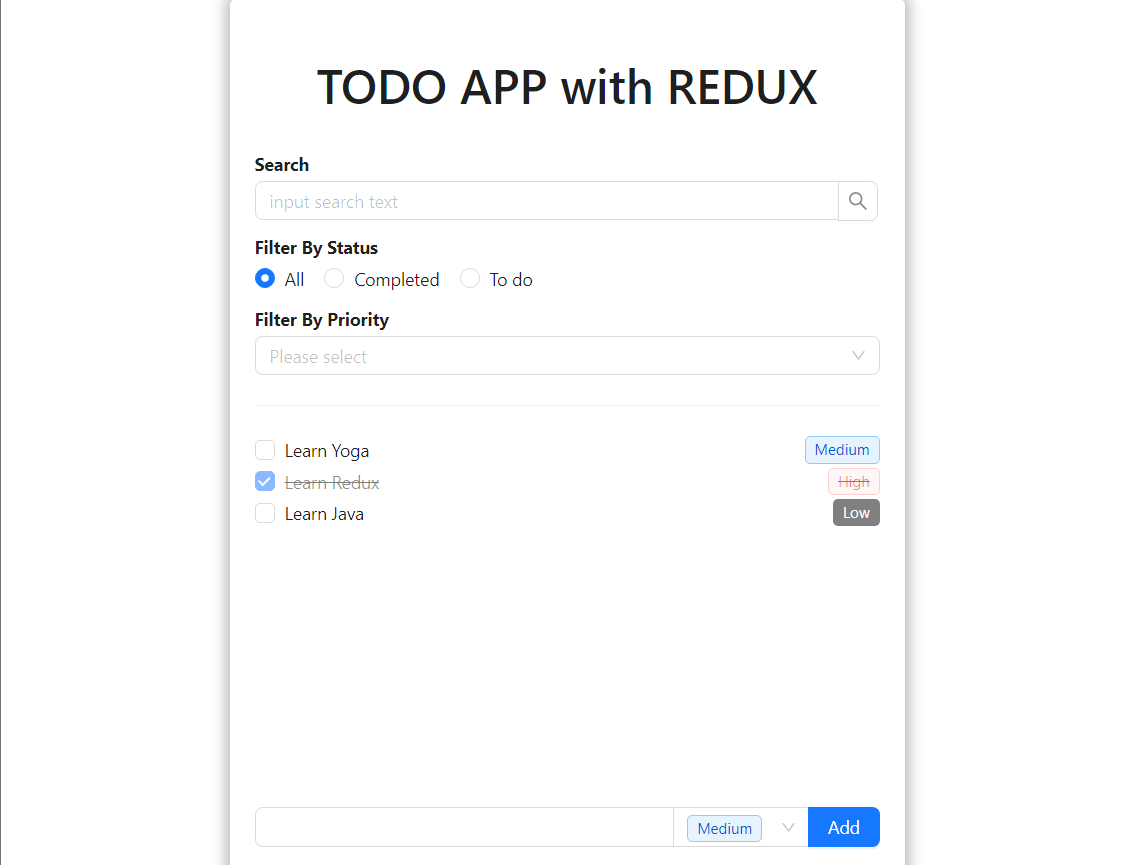 TODO APP with REDUX
Search
input search text
Filter By Status
All Completed To do
Filter By Priority
Please select
Learn Yoga Medium
Learn Redux High
Learn Java Low
Medium Add